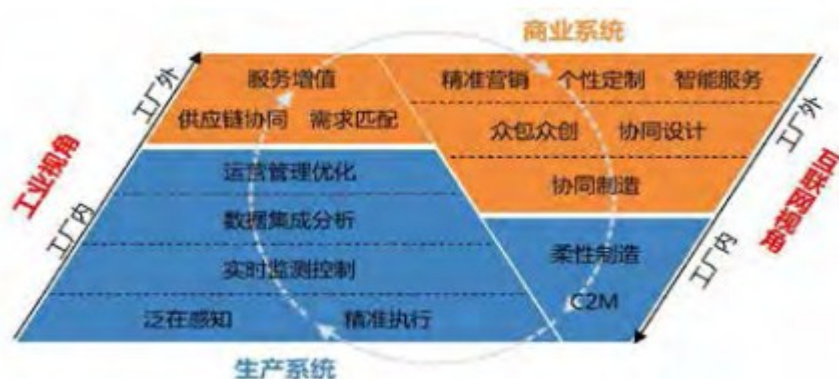 商业系统
服务增值
精准营销 个性定制 智能服务
供应链协同 需求匹配
众包众创 协同设计
运营管理优化
协同制造
数据集成分析
柔性制造
实时监测控制
C2M
泛在感知 精准执行
生产系统
工业视角
工厂外
工厂内
互联网视角
工厂外
工厂内